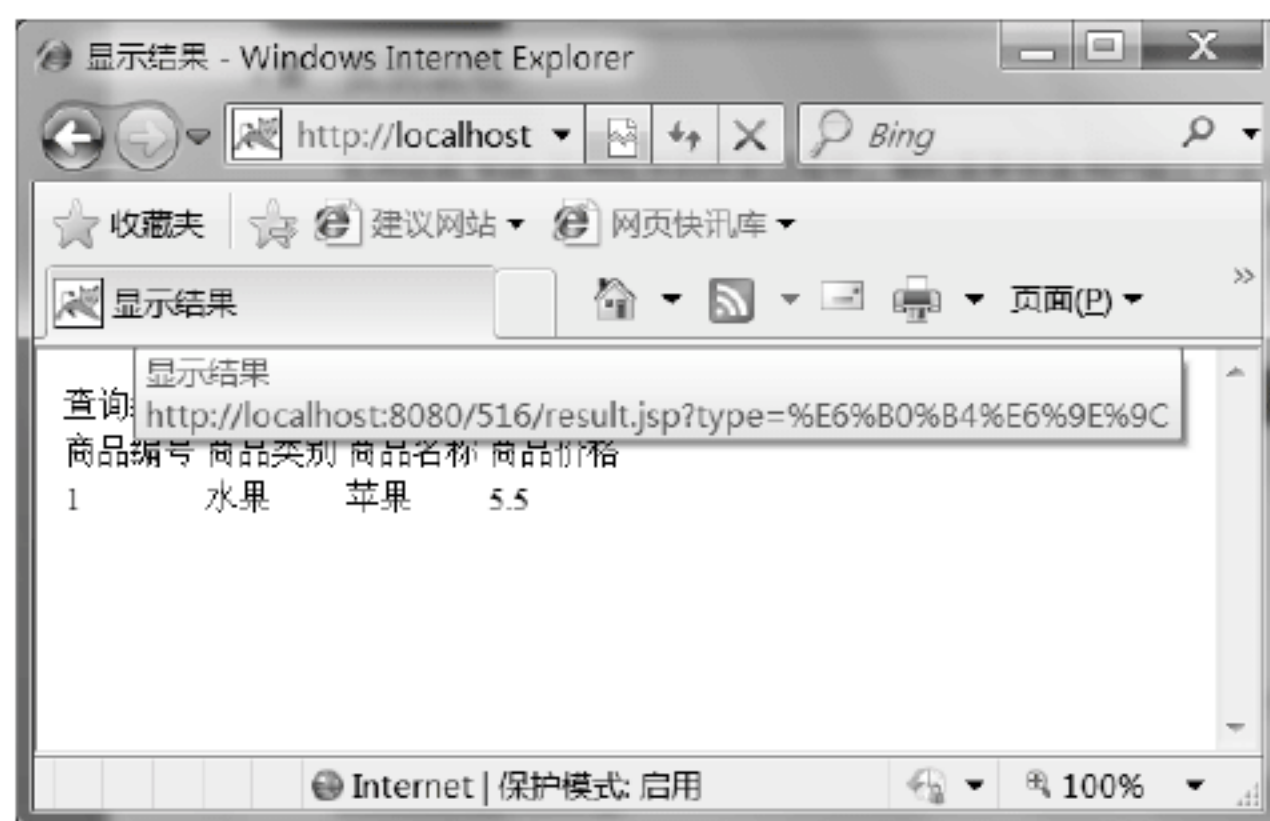 显示结果 - Windows Internet Explorer
http://localhost
Bing
收藏夹 建议网站 网页快讯库
显示结果 页面(P) »
显示结果
http://localhost:8080/516/result.jsp?type=%E6%B0%B4%E6%9E%9C
查询
商品编号 商品类别 商品名称 商品价格
1 水果 苹果 5.5
Internet | 保护模式: 启用 100%